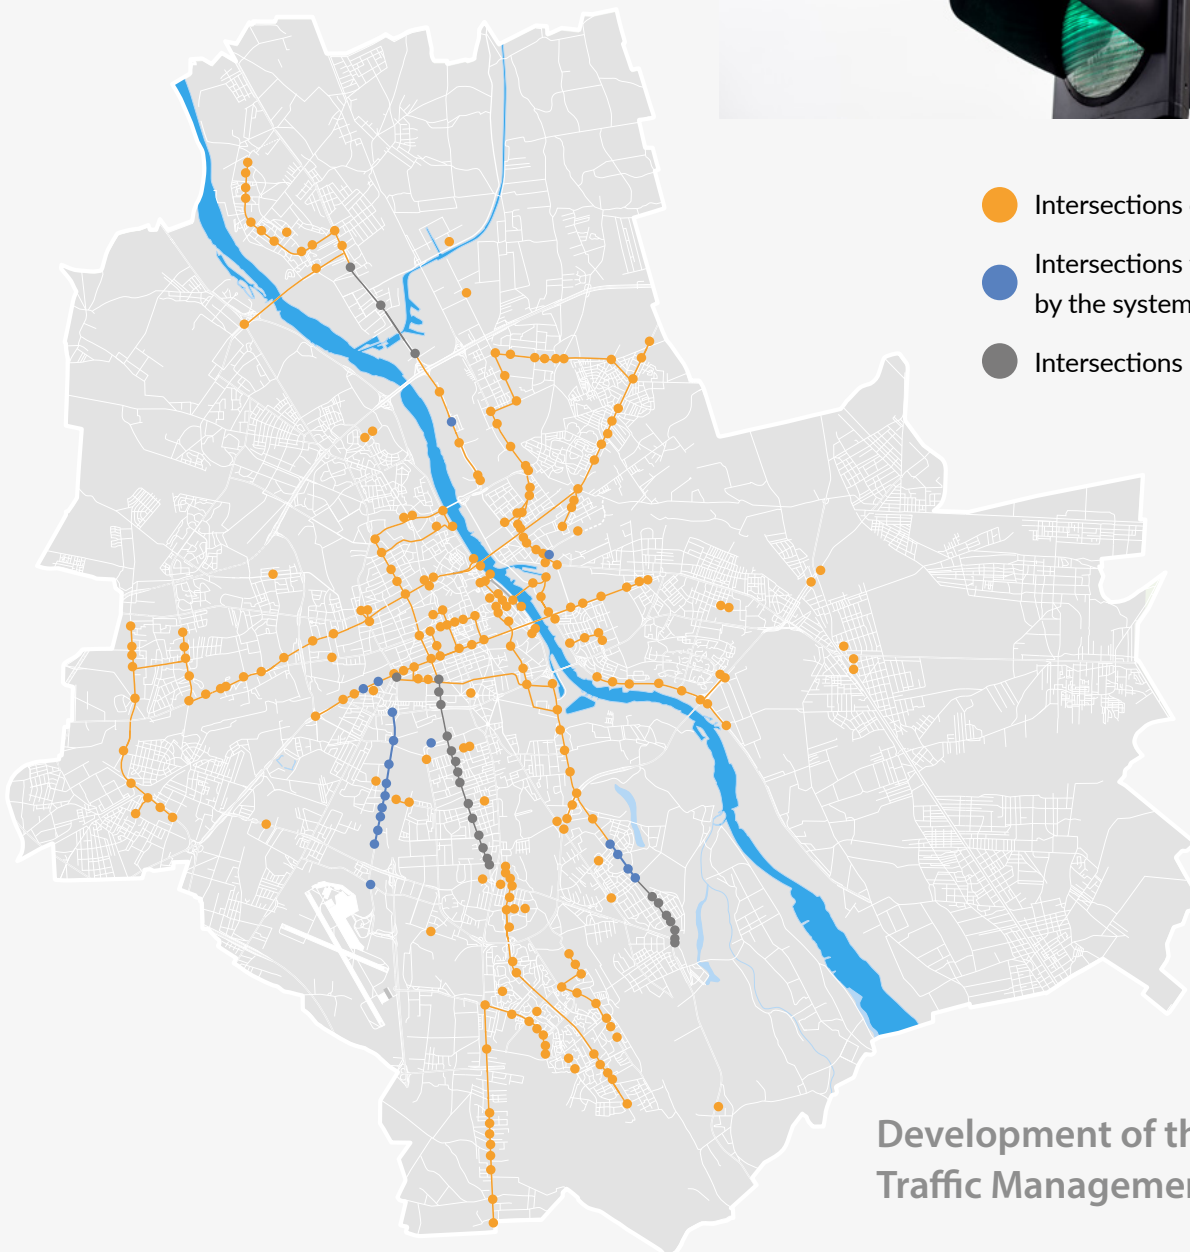 Intersections
Intersections
by the system
Intersections
Development of th
Traffic Managemen